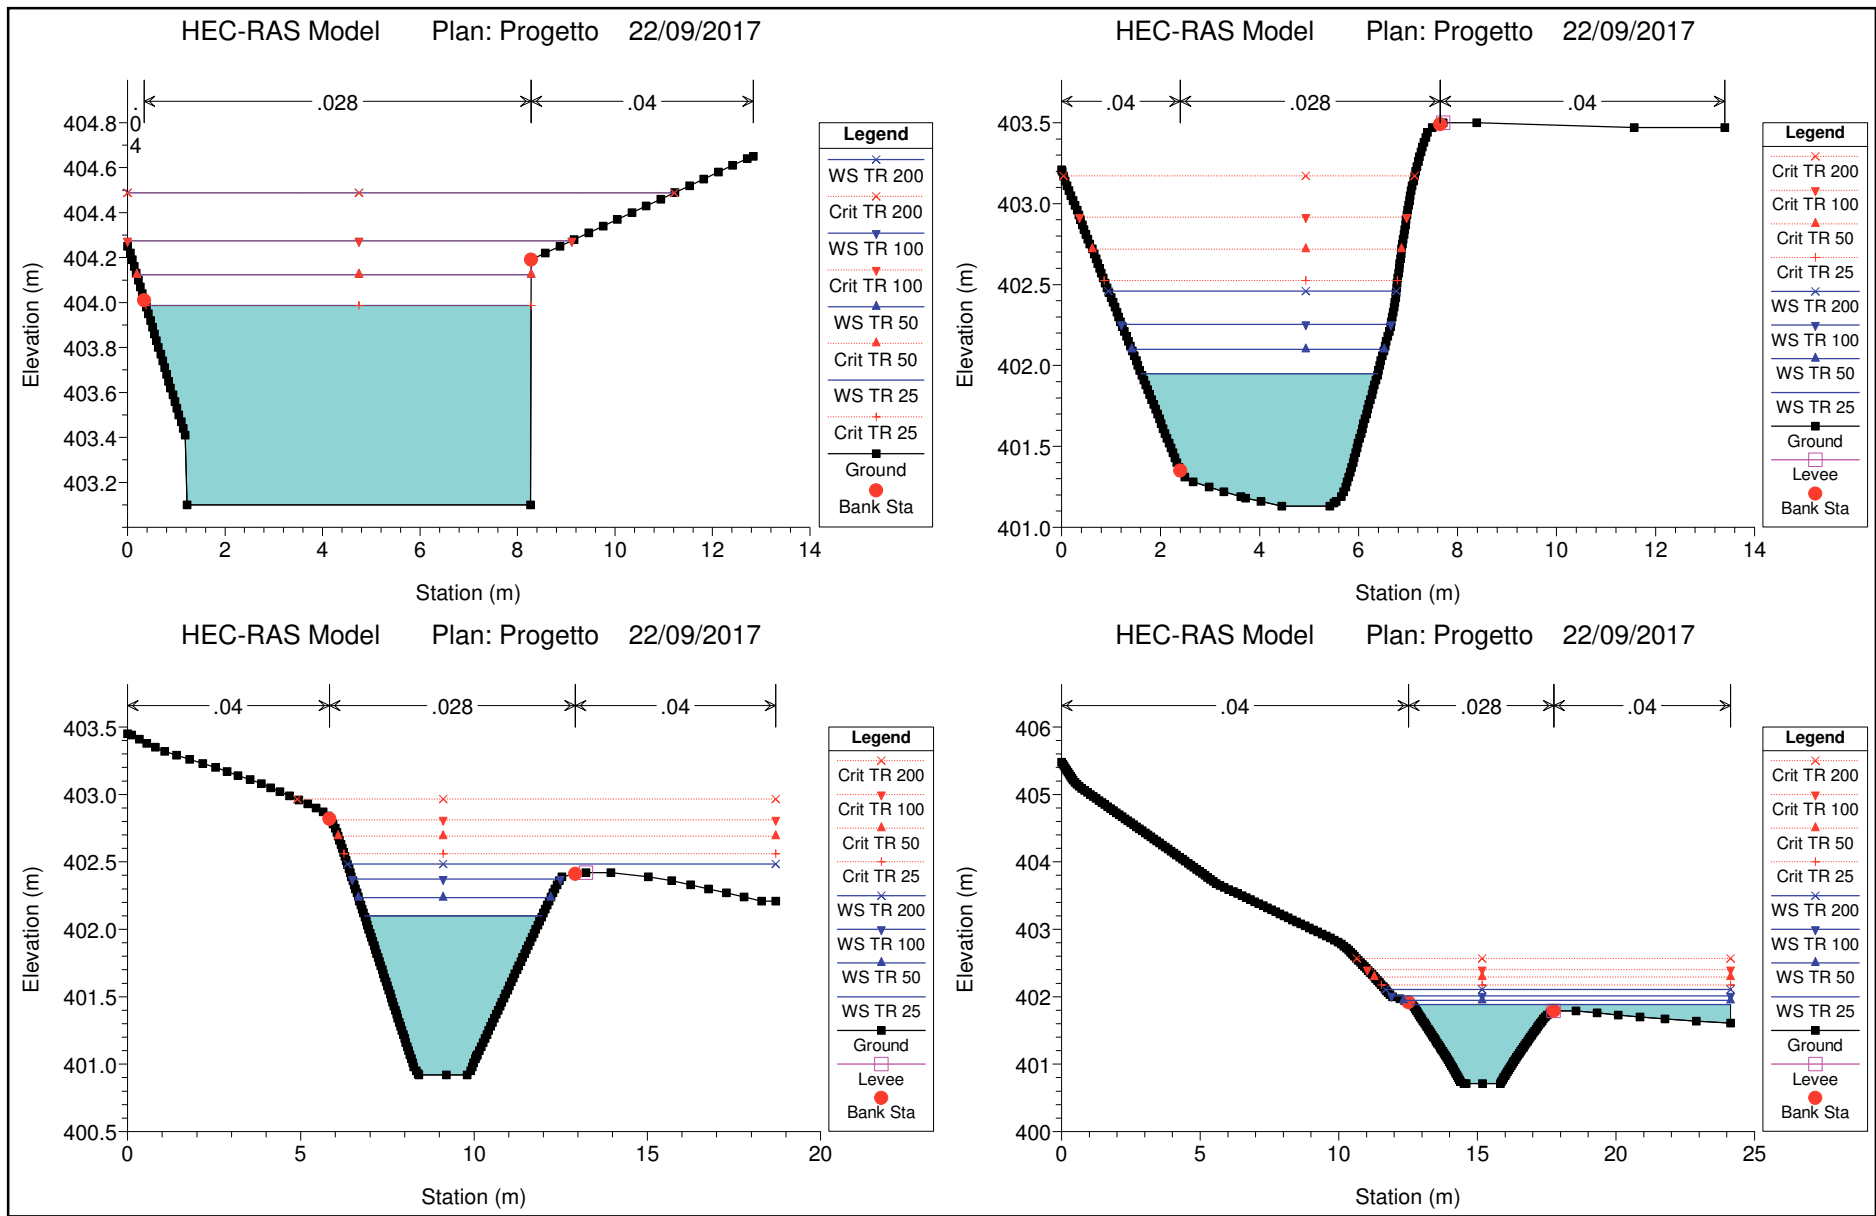 HEC-RAS Model Plan: Progetto 22/09/2017
.04 .028 .04
Elevation (m)
404.8
404.6
404.4
404.2
404.0
403.8
403.6
403.4
403.2
0 2 4 6 8 10 12 14
Station (m)
Legend
WS TR 200
Crit TR 200
WS TR 100
Crit TR 100
WS TR 50
Crit TR 50
WS TR 25
Crit TR 25
Ground
Bank Sta
HEC-RAS Model Plan: Progetto 22/09/2017
.04 .028 .04
Elevation (m)
403.5
403.0
402.5
402.0
401.5
401.0
0 2 4 6 8 10 12 14
Station (m)
Legend
Crit TR 200
Crit TR 100
Crit TR 50
Crit TR 25
WS TR 200
WS TR 100
WS TR 50
WS TR 25
Ground
Levee
Bank Sta
HEC-RAS Model Plan: Progetto 22/09/2017
.04 .028 .04
Elevation (m)
403.5
403.0
402.5
402.0
401.5
401.0
400.5
0 5 10 15 20
Station (m)
Legend
Crit TR 200
Crit TR 100
Crit TR 50
Crit TR 25
WS TR 200
WS TR 100
WS TR 50
WS TR 25
Ground
Levee
Bank Sta
HEC-RAS Model Plan: Progetto 22/09/2017
.04 .028 .04
Elevation (m)
406
405
404
403
402
401
400
0 5 10 15 20 25
Station (m)
Legend
Crit TR 200
Crit TR 100
Crit TR 50
Crit TR 25
WS TR 200
WS TR 100
WS TR 50
WS TR 25
Ground
Levee
Bank Sta